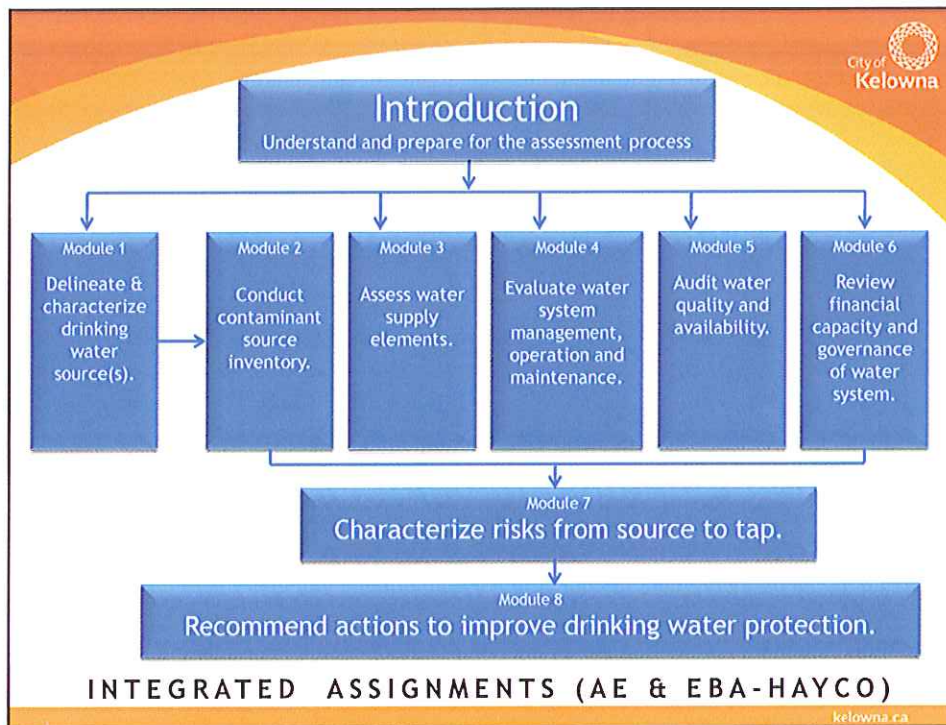 City of
Kelowna
Introduction
Understand and prepare for the assessment process
Module 1
Delineate &
characterize
drinking
water
source(s).
Module 2
Conduct
contaminant
source
inventory.
Module 3
Assess water
supply
elements.
Module 4
Evaluate water
system
management,
operation and
maintenance.
Module 5
Audit water
quality and
availability.
Module 6
Review
financial
capacity and
governance
of water
system.
Module 7
Characterize risks from source to tap.
Module 8
Recommend actions to improve drinking water protection.
INTEGRATED ASSIGNMENTS (AE & EBA-HAYCO)
kelowna.ca